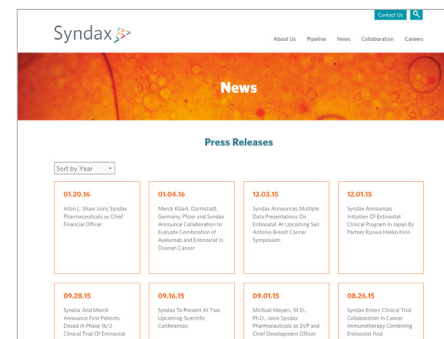 Contact Us
Syndax
About Us Pipeline News Collaboration Careers
News
Press Releases
Sort by Year
01.20.16
Allan L. Shaw Joins Syndax
Pharmaceuticals as Chief
Financial Officer
01.04.16
Merck KGaA, Darmstadt,
Germany, Pfizer and Syndax
Announce Collaboration to
Evaluate Combination of
Avelumab and Entinostat in
Ovarian Cancer
12.03.15
Syndax Announces Multiple
Data Presentations On
Entinostat At Upcoming San
Antonio Breast Cancer
Symposium
12.01.15
Syndax Announces
Initiation Of Entinostat
Clinical Program In Japan By
Partner Kyowa Hakko Kirin
09.28.15
Syndax And Merck
Announce First Patients
Dosed In Phase 1b/2
Clinical Trial Of Entinostat
09.16.15
Syndax To Present At Two
Upcoming Scientific
Conferences
09.01.15
Michael Meyers, M.D.,
Ph.D., Joins Syndax
Pharmaceuticals as SVP and
Chief Development Officer
08.26.15
Syndax Enters Clinical Trial
Collaboration In Cancer
Immunotherapy Combining
Entinostat And